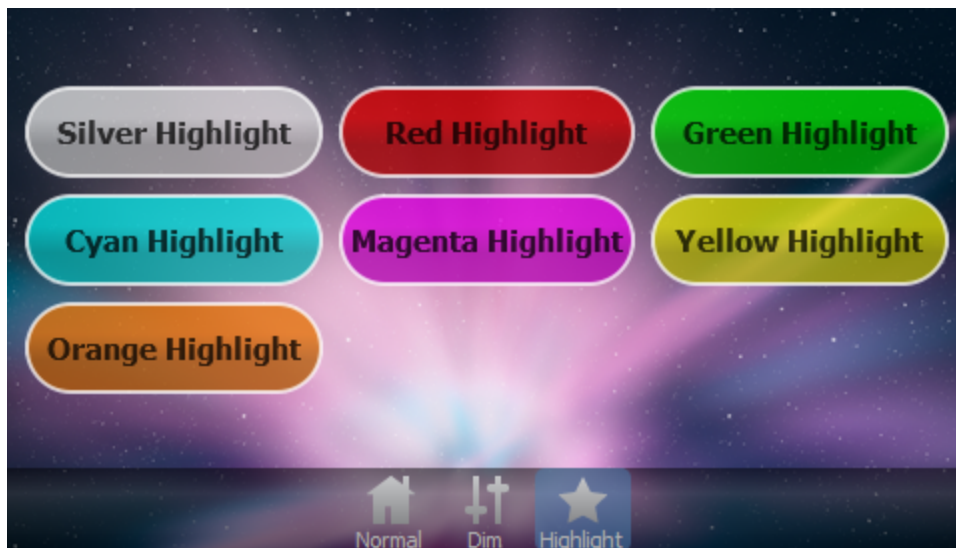 Silver Highlight
Red Highlight
Green Highlight
Cyan Highlight
Magenta Highlight
Yellow Highlight
Orange Highlight
Normal
Dim
Highlight